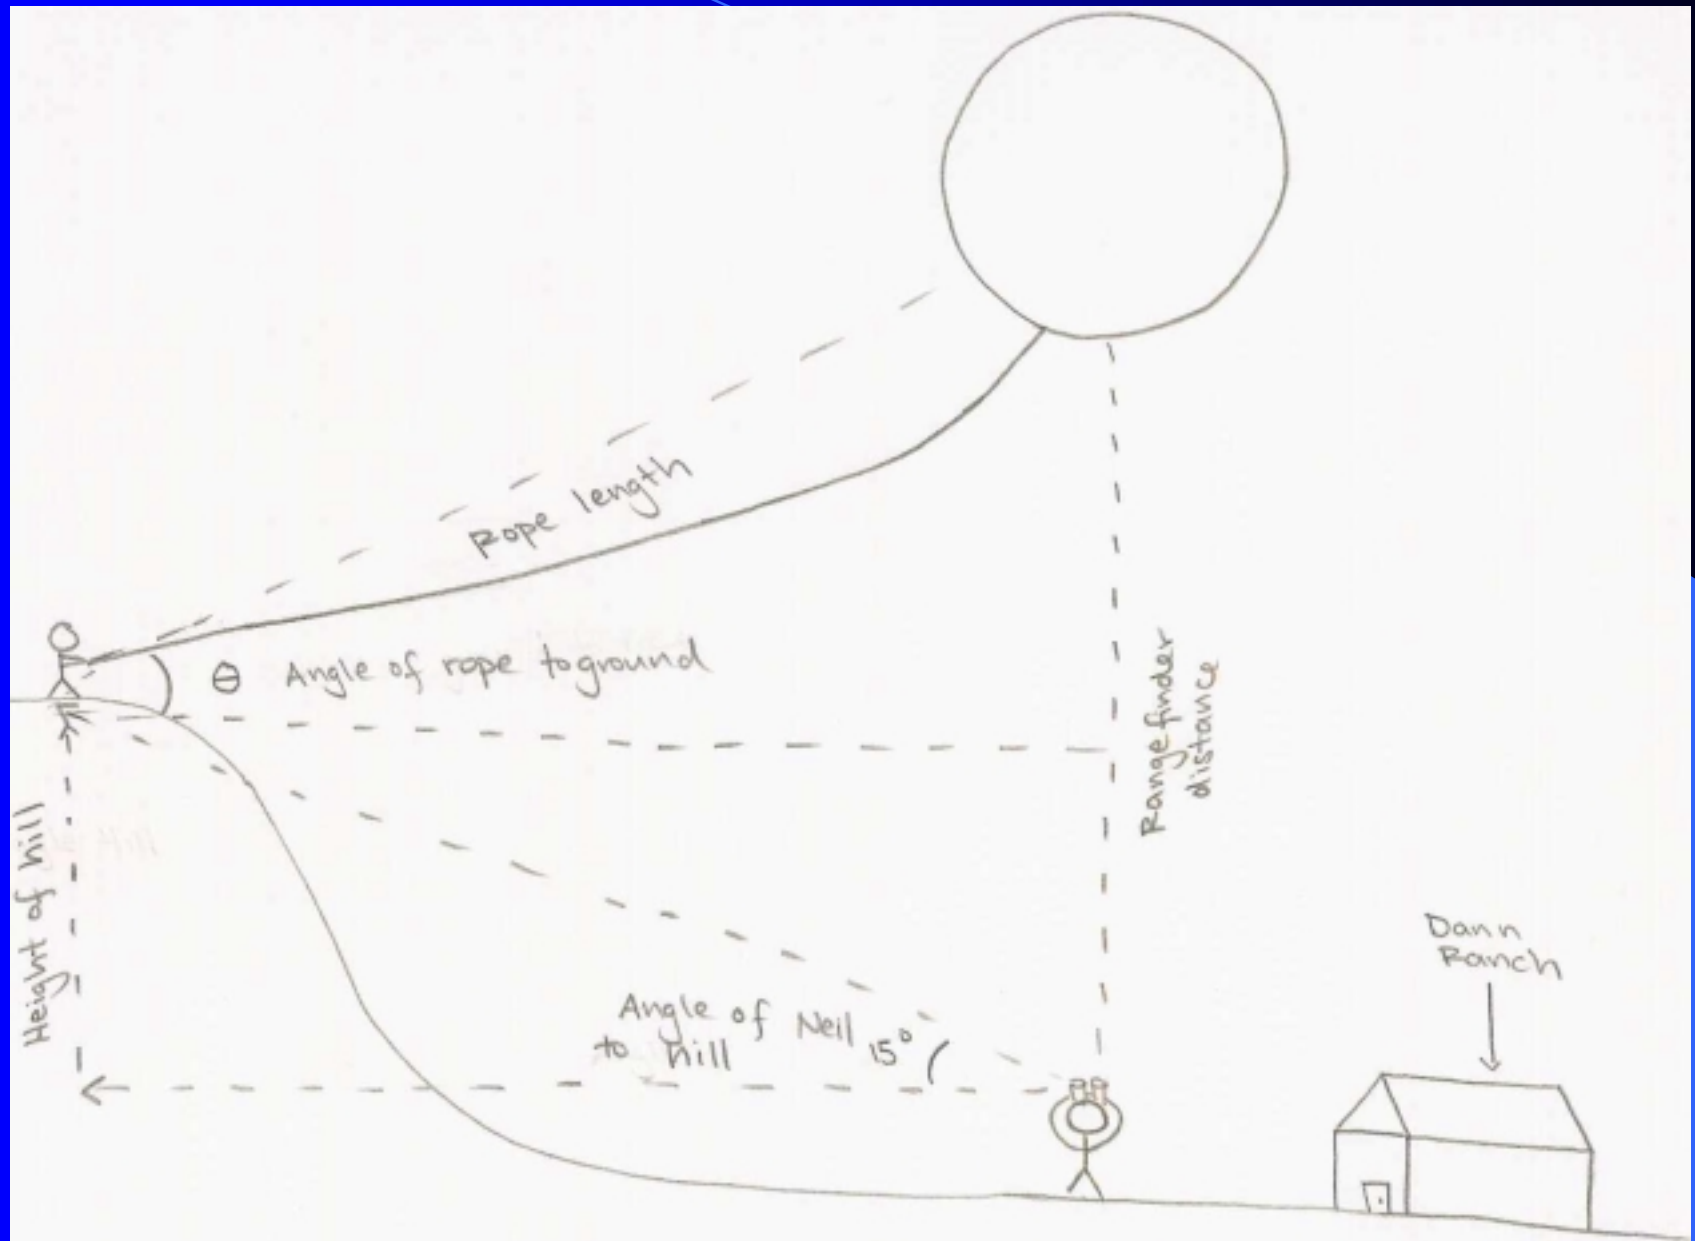 Rope length
θ Angle of rope to ground
Range finder
distance
Height of hill
Dann
Ranch
Angle of Neil
to hill 15°
Hill